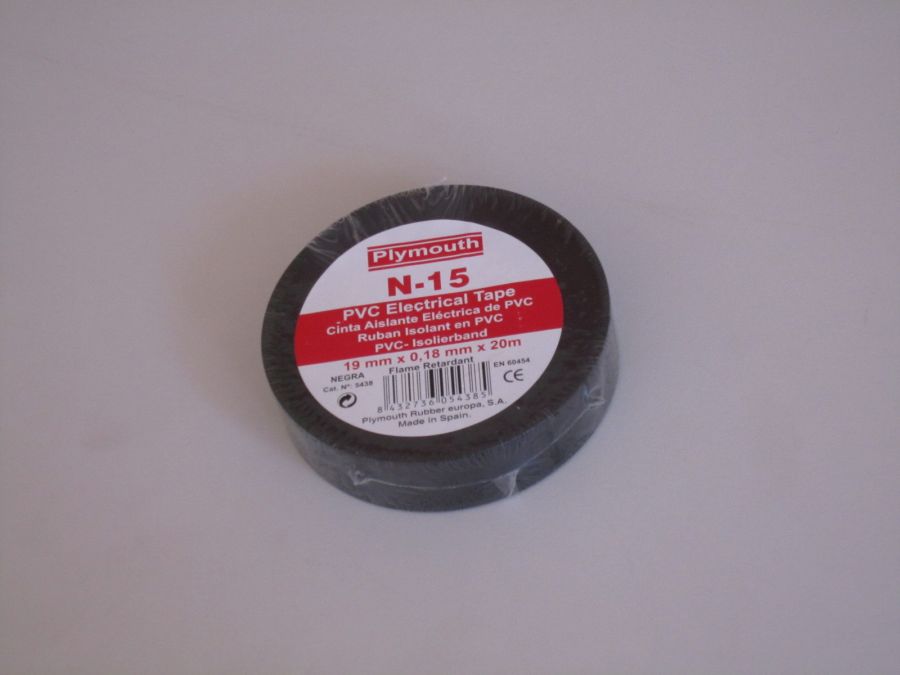 Plymouth
N-15
PVC Electrical Tape
Cinta Aislante Eléctrica de PVC
Ruban Isolant en PVC
PVC- Isolierband
19 mm x 0,18 mm x 20m
Flame Retardant
NEGRA
EN 60454
Cat. Nº: 5438
CE
8 432736 054385
Plymouth Rubber europa, S.A.
Made in Spain.